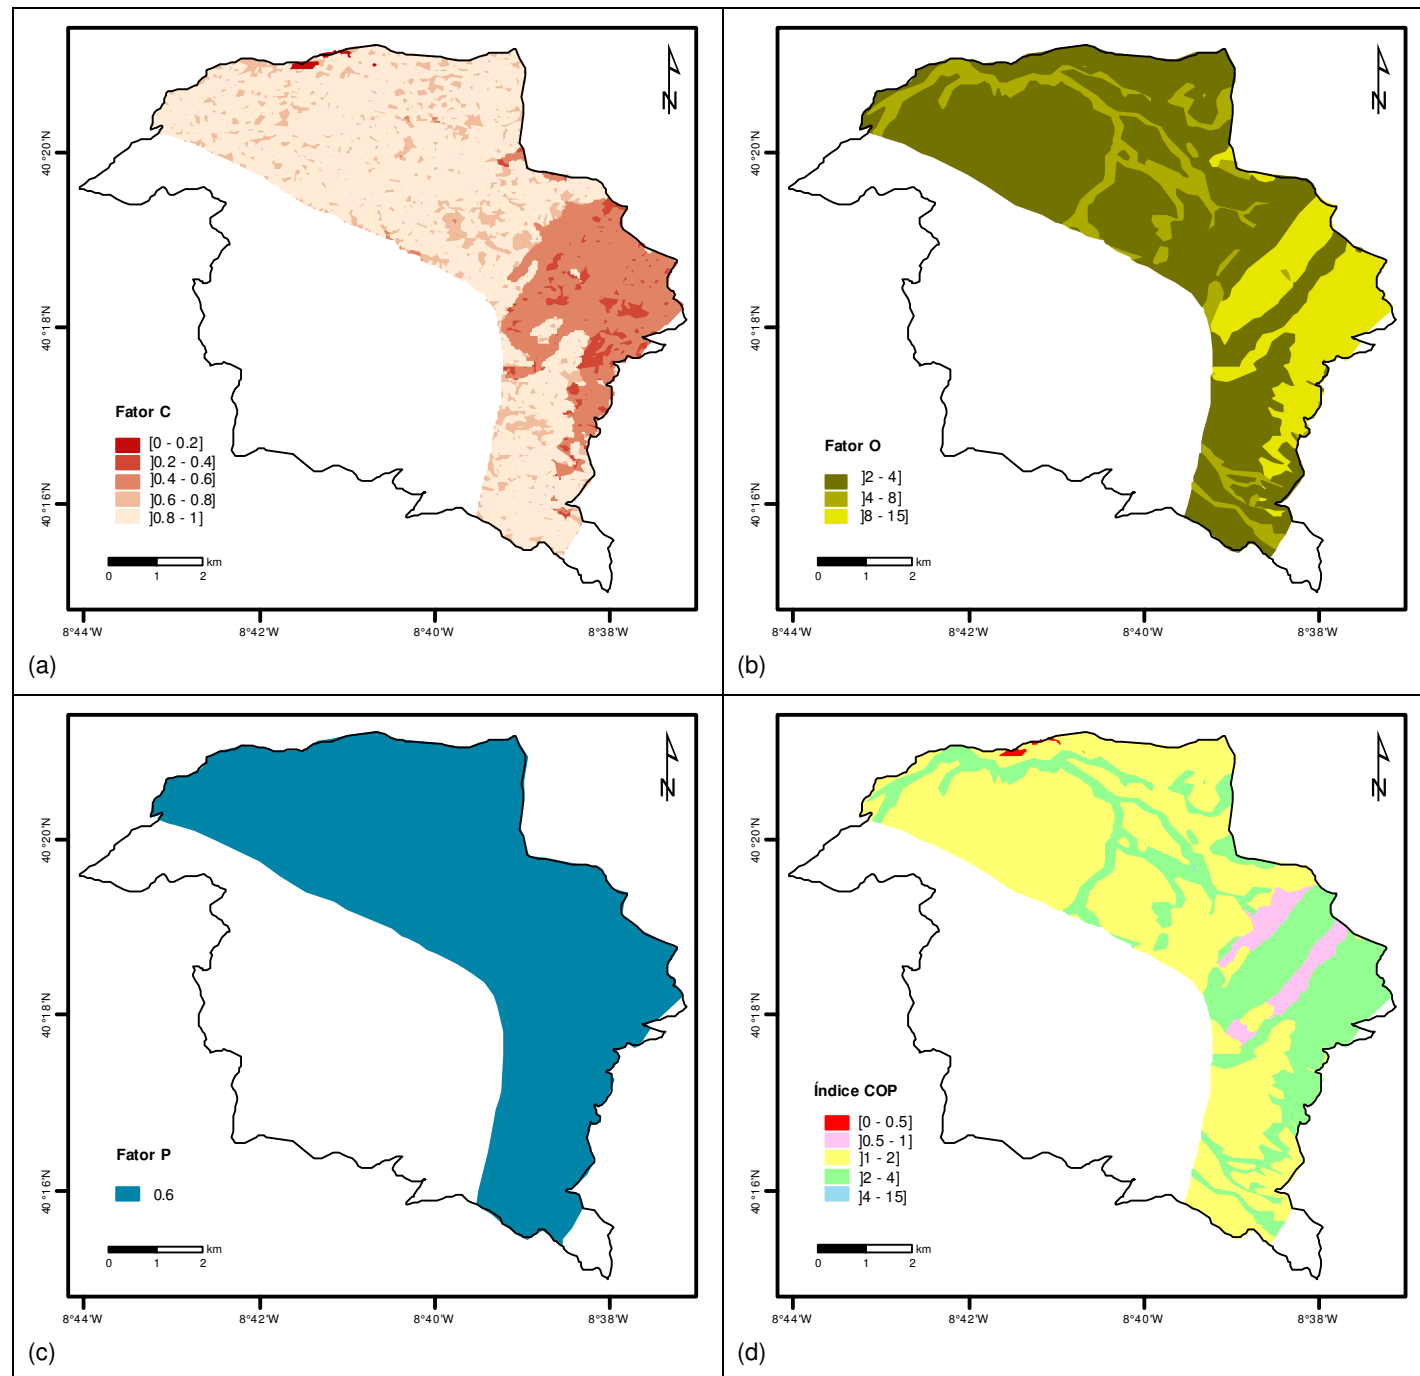 N
40°20'N
40°18'N
40°16'N
Fator C
[0 - 0.2]
]0.2 - 0.4]
]0.4 - 0.6]
]0.6 - 0.8]
]0.8 - 1]
km
0 1 2
8°44'W 8°42'W 8°40'W 8°38'W
(a)
N
40°20'N
40°18'N
40°16'N
Fator O
]2 - 4]
]4 - 8]
]8 - 15]
km
0 1 2
8°44'W 8°42'W 8°40'W 8°38'W
(b)
N
40°20'N
40°18'N
40°16'N
Fator P
0.6
km
0 1 2
8°44'W 8°42'W 8°40'W 8°38'W
(c)
N
40°20'N
40°18'N
40°16'N
Índice COP
[0 - 0.5]
]0.5 - 1]
]1 - 2]
]2 - 4]
]4 - 15]
km
0 1 2
8°44'W 8°42'W 8°40'W 8°38'W
(d)